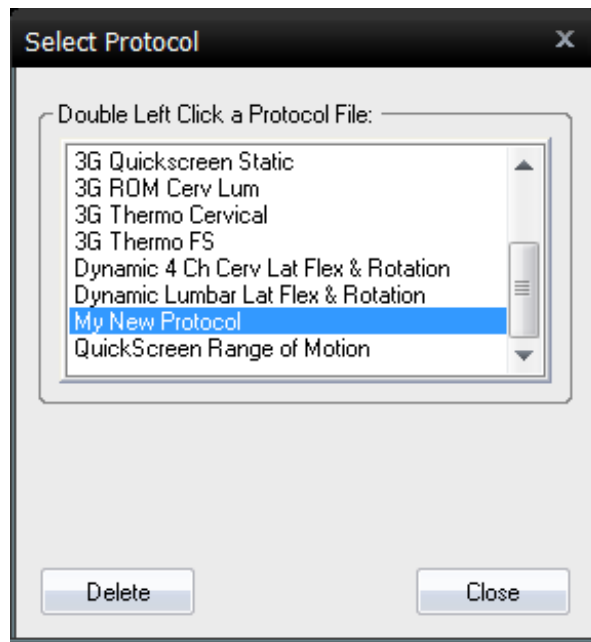 Select Protocol
x
Double Left Click a Protocol File:
3G Quickscreen Static
3G ROM Cerv Lum
3G Thermo Cervical
3G Thermo FS
Dynamic 4 Ch Cerv Lat Flex & Rotation
Dynamic Lumbar Lat Flex & Rotation
My New Protocol
QuickScreen Range of Motion
Delete
Close